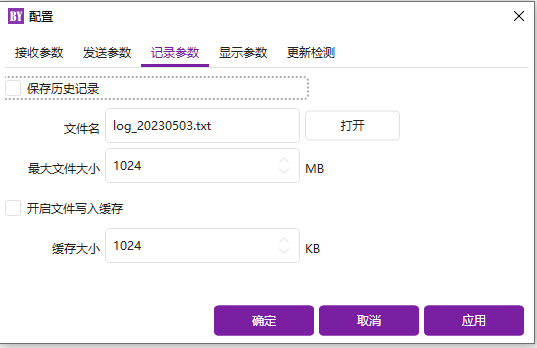 BY 配置
接收参数 发送参数 记录参数 显示参数 更新检测
保存历史记录
文件名 log_20230503.txt 打开
最大文件大小 1024 MB
开启文件写入缓存
缓存大小 1024 KB
确定 取消 应用